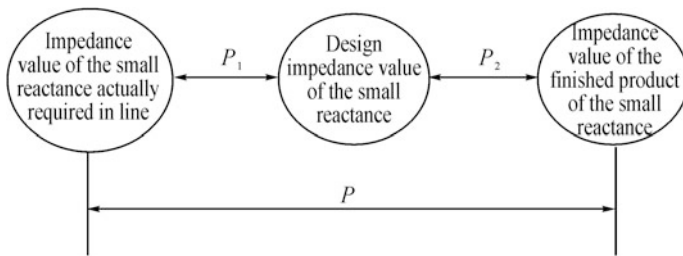 Impedance
value of the small
reactance actually
required in line
P₁
Design
impedance value
of the small
reactance
P₂
Impedance
value of the
finished product
of the small
reactance
P